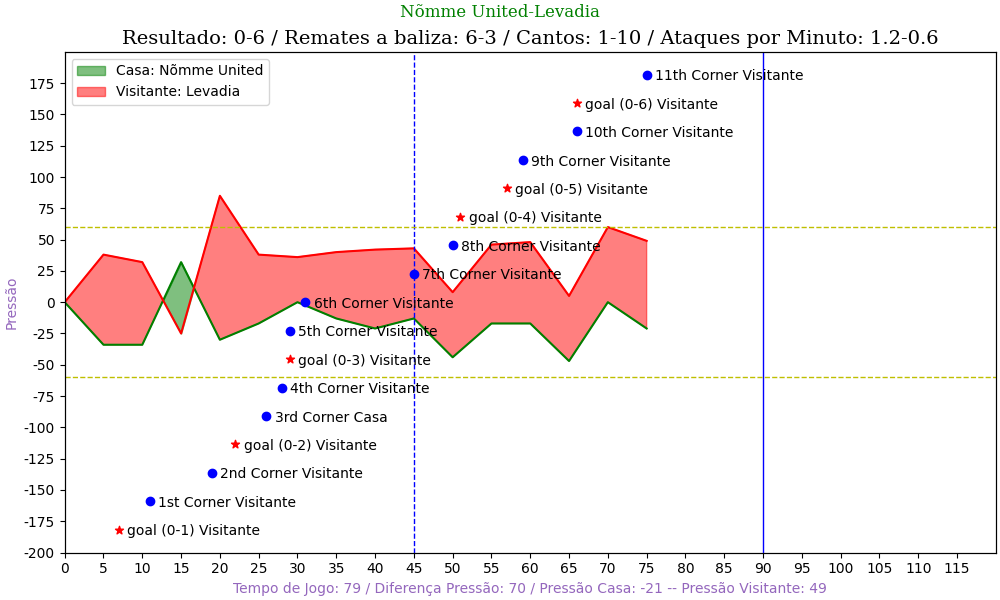 Nõmme United-Levadia
Resultado: 0-6 / Remates a baliza: 6-3 / Cantos: 1-10 / Ataques por Minuto: 1.2-0.6
Casa: Nõmme United
Visitante: Levadia
11th Corner Visitante
goal (0-6) Visitante
10th Corner Visitante
9th Corner Visitante
goal (0-5) Visitante
goal (0-4) Visitante
8th Corner Visitante
7th Corner Visitante
6th Corner Visitante
5th Corner Visitante
goal (0-3) Visitante
4th Corner Visitante
3rd Corner Casa
goal (0-2) Visitante
2nd Corner Visitante
1st Corner Visitante
goal (0-1) Visitante
Pressão
175
150
125
100
75
50
25
0
-25
-50
-75
-100
-125
-150
-175
-200
0 5 10 15 20 25 30 35 40 45 50 55 60 65 70 75 80 85 90 95 100 105 110 115
Tempo de Jogo: 79 / Diferença Pressão: 70 / Pressão Casa: -21 -- Pressão Visitante: 49